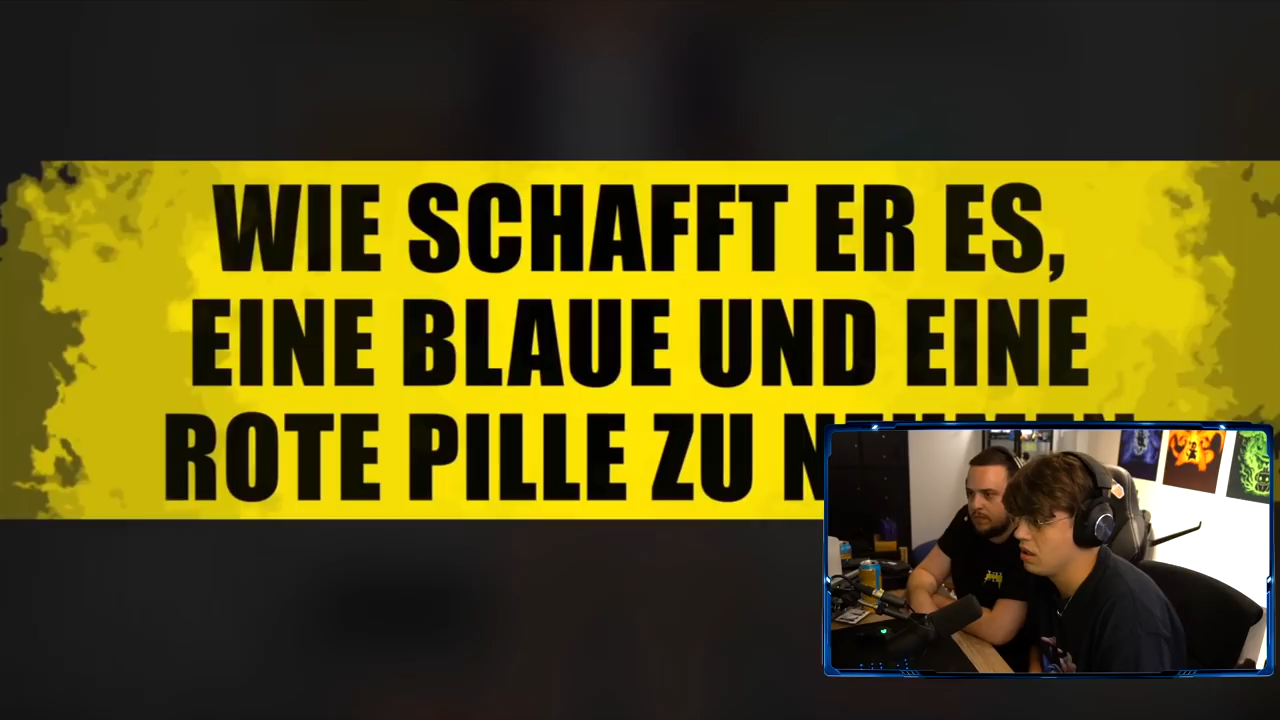 WIE SCHAFFT ER ES,
EINE BLAUE UND EINE
ROTE PILLE ZU